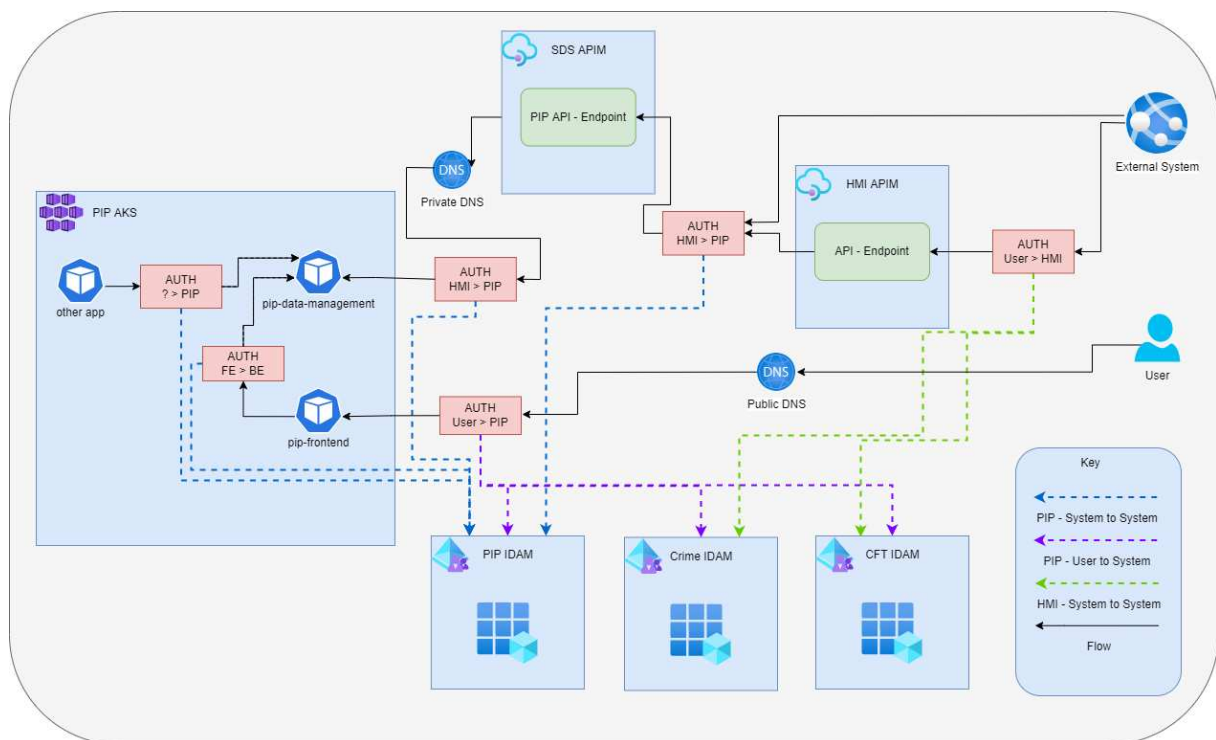 SDS APIM
PIP API - Endpoint
DNS
Private DNS
External System
HMI APIM
API - Endpoint
AUTH
HMI > PIP
AUTH
User > HMI
PIP AKS
other app
AUTH
? > PIP
pip-data-management
AUTH
HMI > PIP
AUTH
FE > BE
pip-frontend
AUTH
User > PIP
DNS
Public DNS
User
PIP IDAM
Crime IDAM
CFT IDAM
Key
PIP - System to System
PIP - User to System
HMI - System to System
Flow